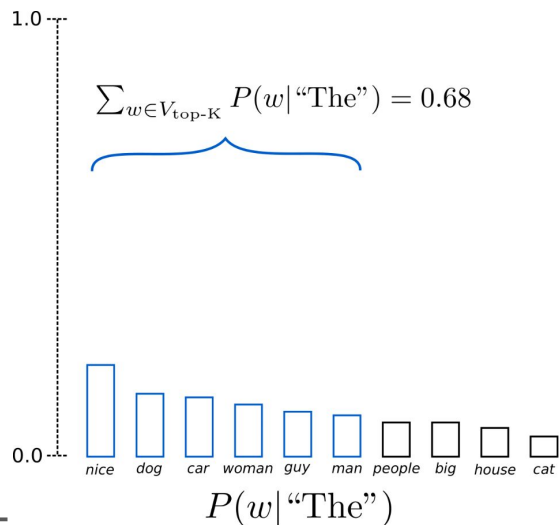 1.0
∑w∈Vtop-K P(w|“The”) = 0.68
0.0
nice dog car woman guy man people big house cat
P(w|“The”)